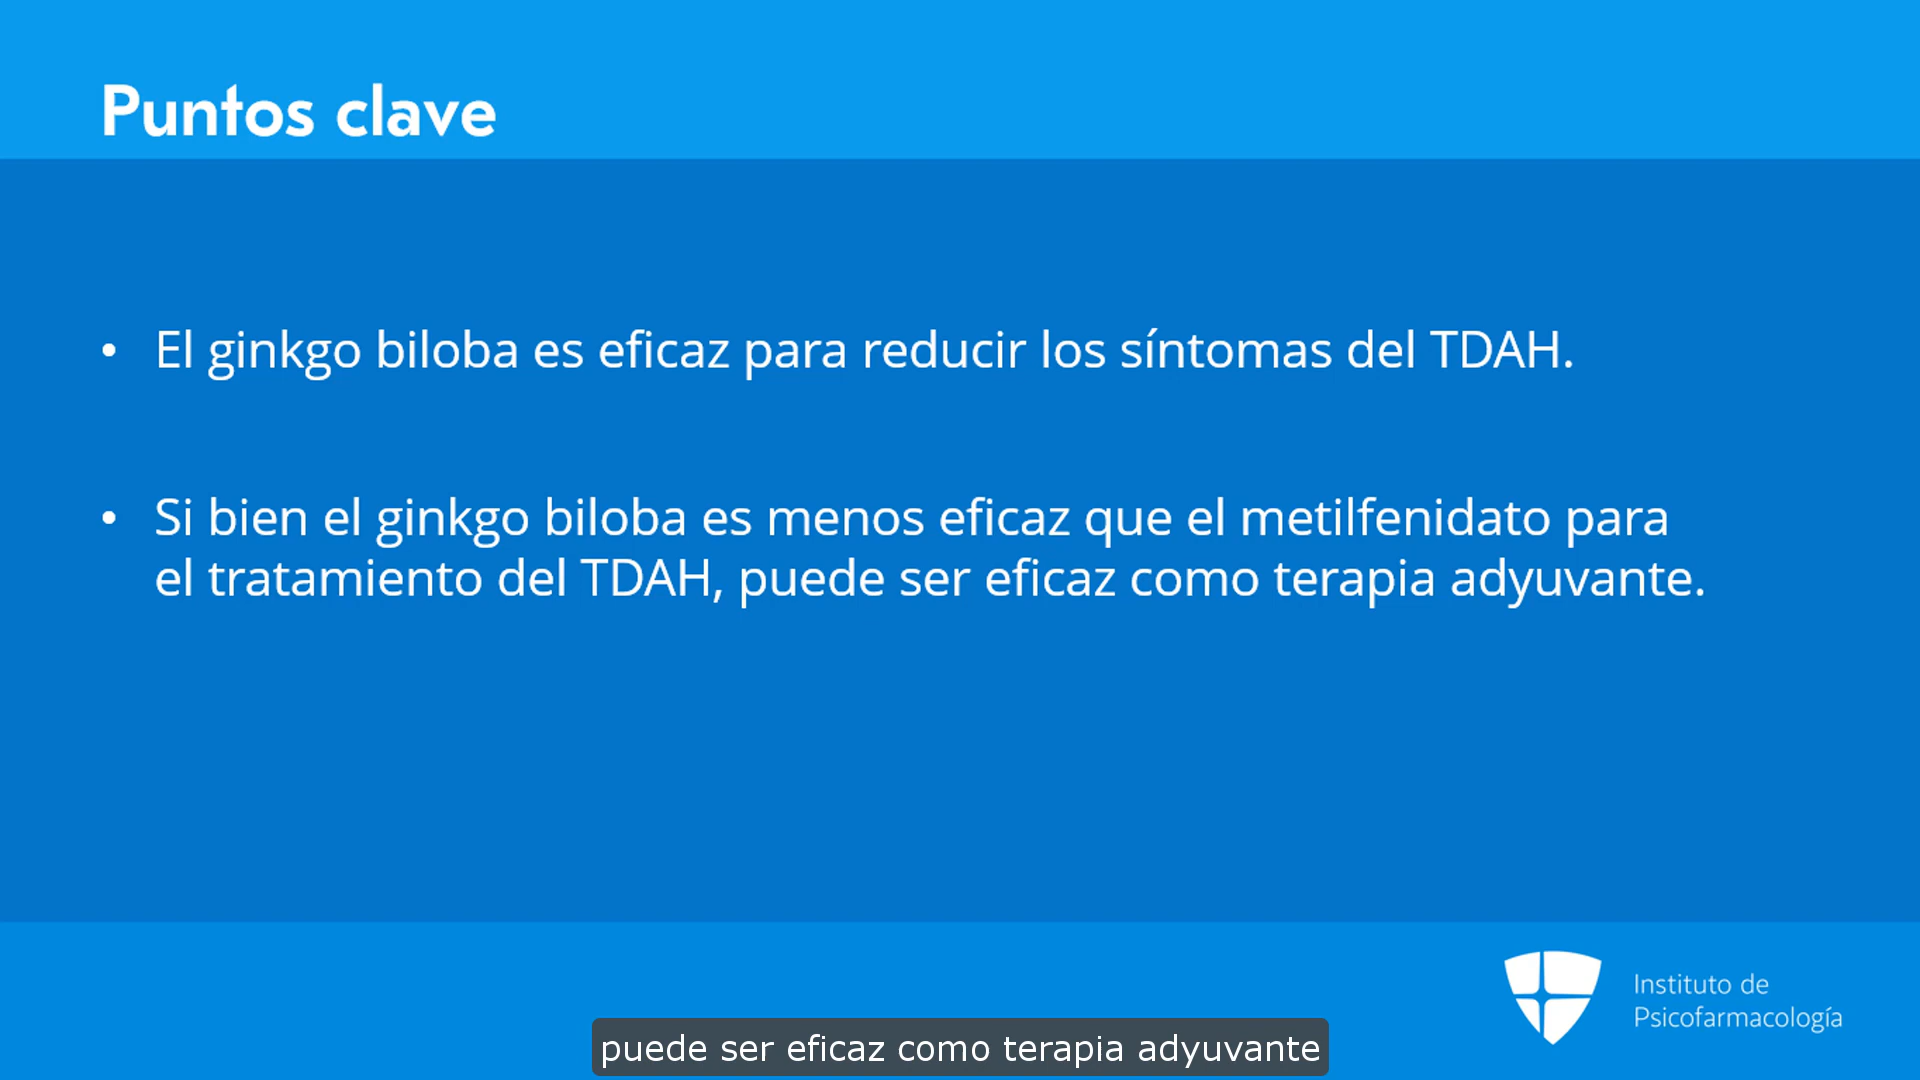 Puntos clave
• El ginkgo biloba es eficaz para reducir los síntomas del TDAH.
• Si bien el ginkgo biloba es menos eficaz que el metilfenidato para
el tratamiento del TDAH, puede ser eficaz como terapia adyuvante.
Instituto de
Psicofarmacología
puede ser eficaz como terapia adyuvante